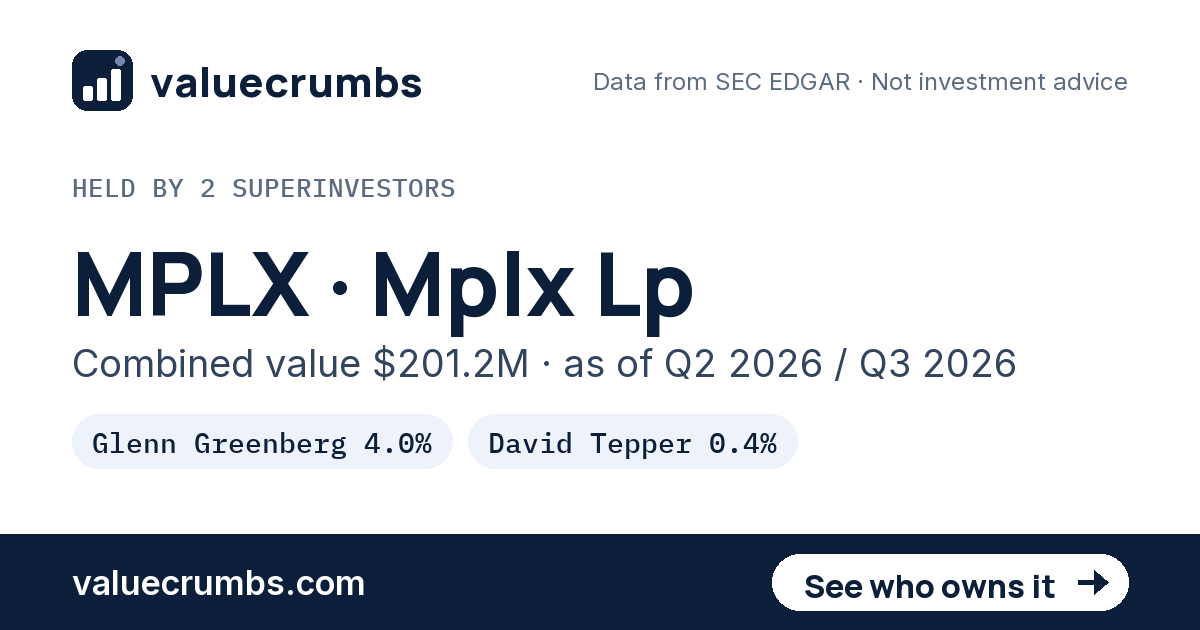 valuecrumbs
Data from SEC EDGAR · Not investment advice
HELD BY 2 SUPERINVESTORS
MPLX · Mplx Lp
Combined value $201.2M · as of Q2 2026 / Q3 2026
Glenn Greenberg 4.0%
David Tepper 0.4%
valuecrumbs.com
See who owns it →